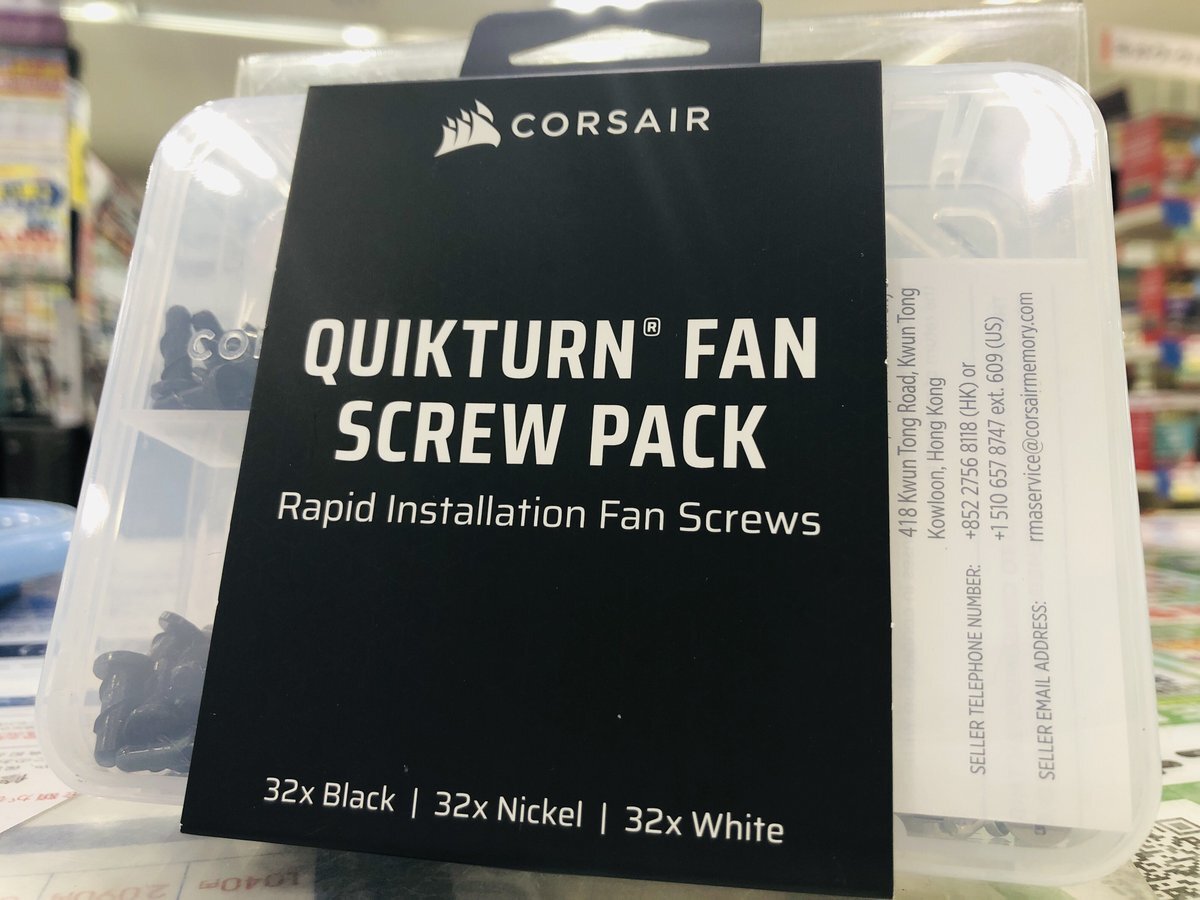 CORSAIR
QUIKTURN® FAN
SCREW PACK
Rapid Installation Fan Screws
32x Black | 32x Nickel | 32x White
418 Kwun Tong Road, Kwun Tong
Kowloon, Hong Kong
SELLER TELEPHONE NUMBER: +852 2756 8118 (HK) or
+1 510 657 8747 ext. 609 (US)
SELLER EMAIL ADDRESS: rmaservice@corsairmemory.com